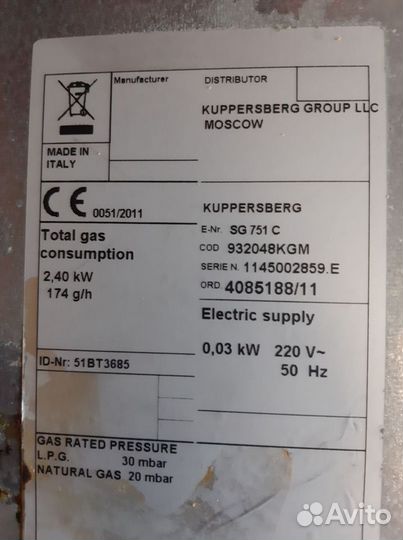 Manufacturer
DISTRIBUTOR
KUPPERSBERG GROUP LLC
MOSCOW
MADE IN
ITALY
CE 0051/2011
KUPPERSBERG
E-Nr. SG 751 C
COD 932048KGM
SERIE N. 1145002859.E
ORD 4085188/11
Total gas
consumption
2,40 kW
174 g/h
Electric supply
0,03 kW 220 V~
50 Hz
ID-Nr: 51BT3685
GAS RATED PRESSURE
L.P.G. 30 mbar
NATURAL GAS 20 mbar
Avito